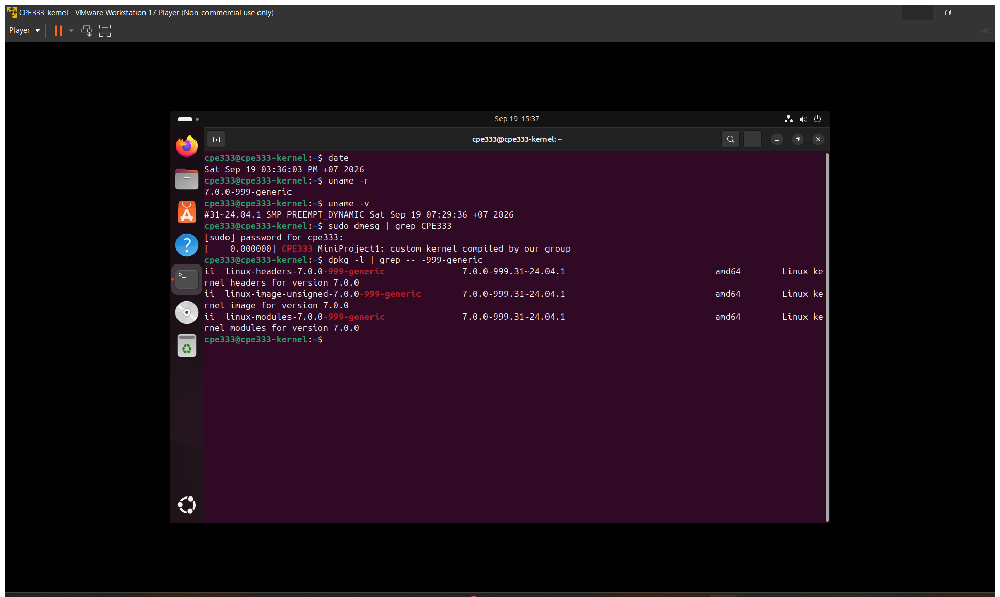 CPE333-kernel - VMware Workstation 17 Player (Non-commercial use only)
Player
Sep 19 15:37
cpe333@cpe333-kernel: ~
cpe333@cpe333-kernel:~$ date
Sat Sep 19 03:36:03 PM +07 2026
cpe333@cpe333-kernel:~$ uname -r
7.0.0-999-generic
cpe333@cpe333-kernel:~$ uname -v
#31~24.04.1 SMP PREEMPT_DYNAMIC Sat Sep 19 07:29:36 +07 2026
cpe333@cpe333-kernel:~$ sudo dmesg | grep CPE333
[sudo] password for cpe333:
[    0.000000] CPE333 MiniProject1: custom kernel compiled by our group
cpe333@cpe333-kernel:~$ dpkg -l | grep -- -999-generic
ii  linux-headers-7.0.0-999-generic               7.0.0-999.31~24.04.1                             amd64        Linux ke
rnel headers for version 7.0.0
ii  linux-image-unsigned-7.0.0-999-generic        7.0.0-999.31~24.04.1                             amd64        Linux ke
rnel image for version 7.0.0
ii  linux-modules-7.0.0-999-generic               7.0.0-999.31~24.04.1                             amd64        Linux ke
rnel modules for version 7.0.0
cpe333@cpe333-kernel:~$